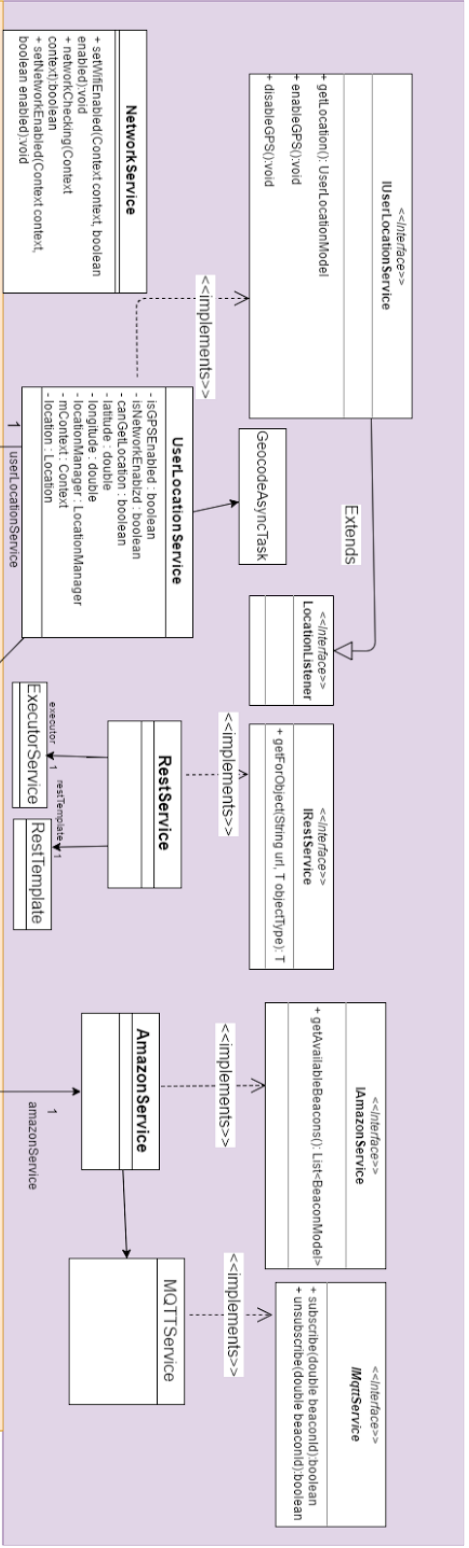 <<Interface>>
IUserLocationService
+ getLocation(): UserLocationModel
+ enableGPS():void
+ disableGPS():void
Extends
<<Interface>>
LocationListener
<<Interface>>
IRestService
+ getForObject(String url, T objectType): T
<<Interface>>
IAmazonService
+ getAvailableBeacons(): List<BeaconModel>
<<Interface>>
IMqttService
+ subscribe(double beaconId):boolean
+ unsubscribe(double beaconId):boolean
<<implements>>
<<implements>>
<<implements>>
<<implements>>
GeocodeAsyncTask
NetworkService
+ setWifiEnabled(Context context, boolean
enabled):void
+ networkChecking(Context
context):boolean
+ setNetworkEnabled(Context context,
boolean enabled):void
UserLocationService
- isGPSEnabled : boolean
- isNetworkEnablzd : boolean
- canGetLocation : boolean
- latitude : double
- longitude : double
- locationManager : LocationManager
- mContext : Context
- location : Location
1
userLocationService
RestService
executor
1
restTemplate
1
ExecutorService
RestTemplate
AmazonService
1
amazonService
MQTTService